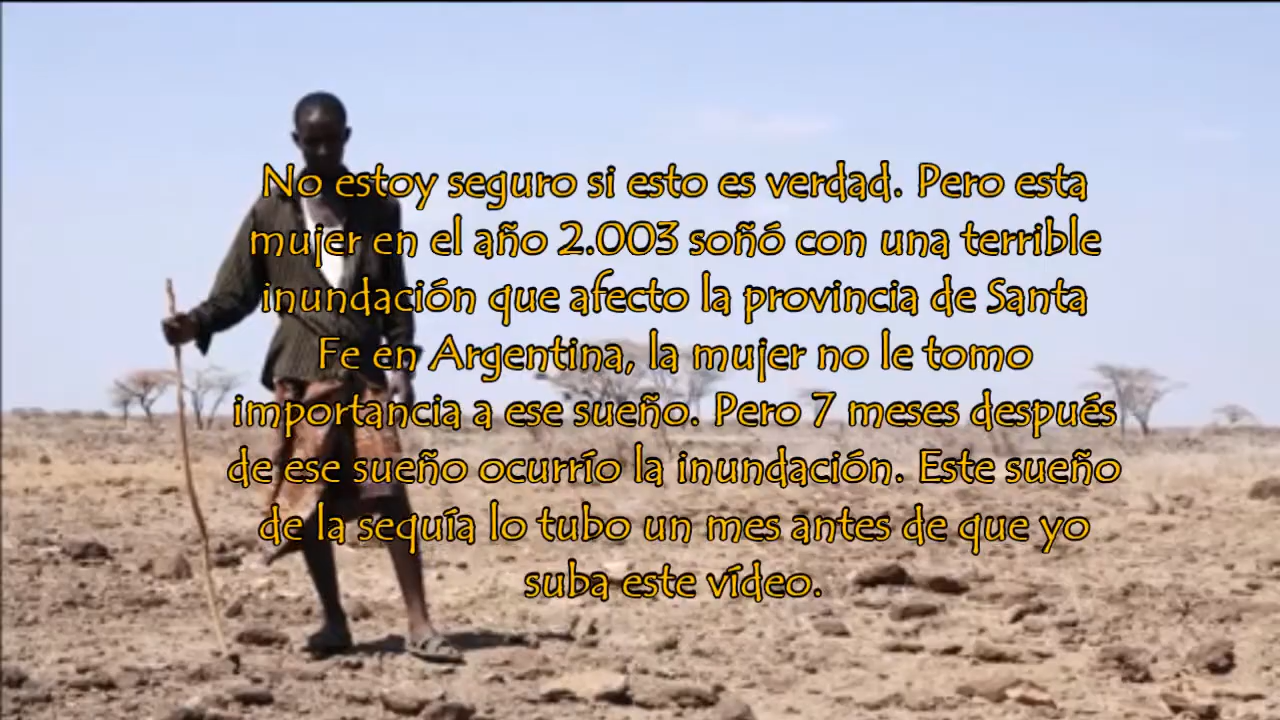 No estoy seguro si esto es verdad. Pero esta
mujer en el año 2.003 soñó con una terrible
inundación que afecto la provincia de Santa
Fe en Argentina, la mujer no le tomo
importancia a ese sueño. Pero 7 meses después
de ese sueño ocurrío la inundación. Este sueño
de la sequía lo tubo un mes antes de que yo
suba este vídeo.